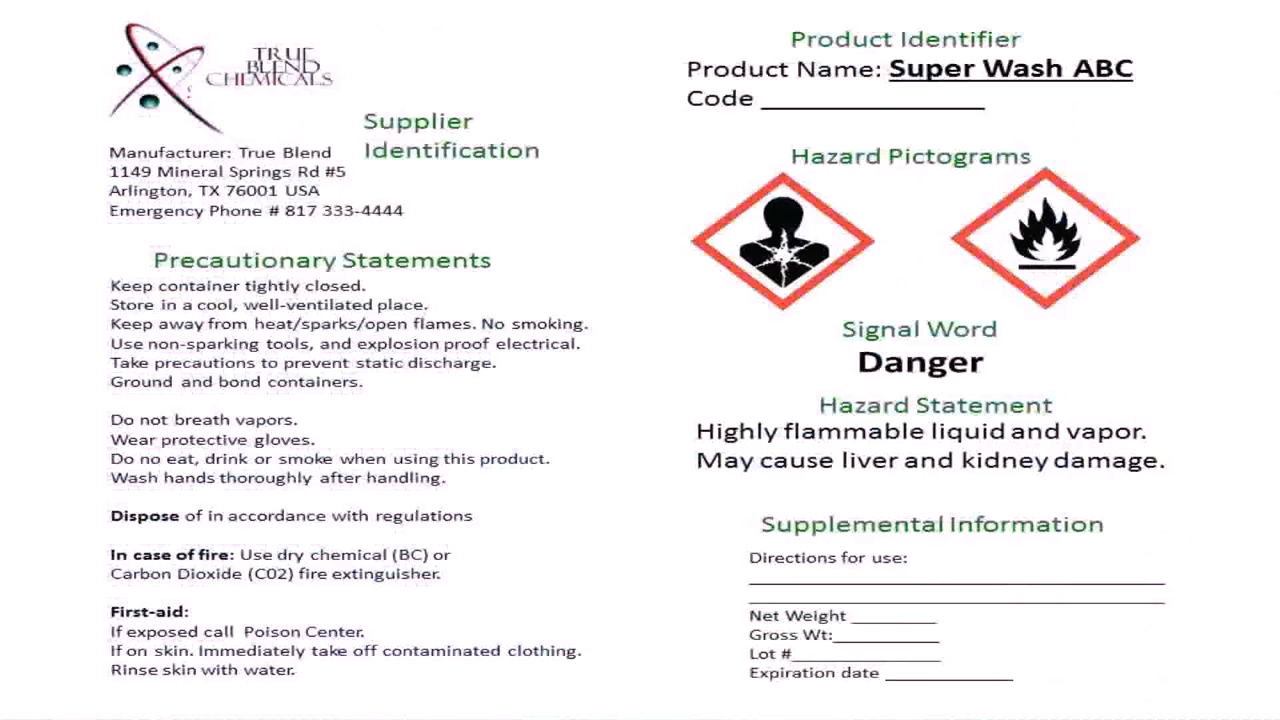 TRUE
BLEND
CHEMICALS
Supplier
Identification
Manufacturer: True Blend
1149 Mineral Springs Rd #5
Arlington, TX 76001 USA
Emergency Phone # 817 333-4444
Precautionary Statements
Keep container tightly closed.
Store in a cool, well-ventilated place.
Keep away from heat/sparks/open flames. No smoking.
Use non-sparking tools, and explosion proof electrical.
Take precautions to prevent static discharge.
Ground and bond containers.
Do not breath vapors.
Wear protective gloves.
Do no eat, drink or smoke when using this product.
Wash hands thoroughly after handling.
Dispose of in accordance with regulations
In case of fire: Use dry chemical (BC) or
Carbon Dioxide (C02) fire extinguisher.
First-aid:
If exposed call Poison Center.
If on skin. Immediately take off contaminated clothing.
Rinse skin with water.
Product Identifier
Product Name: Super Wash ABC
Code _______________
Hazard Pictograms
Signal Word
Danger
Hazard Statement
Highly flammable liquid and vapor.
May cause liver and kidney damage.
Supplemental Information
Directions for use:
Net Weight __________
Gross Wt:____________
Lot #________________
Expiration date ______________